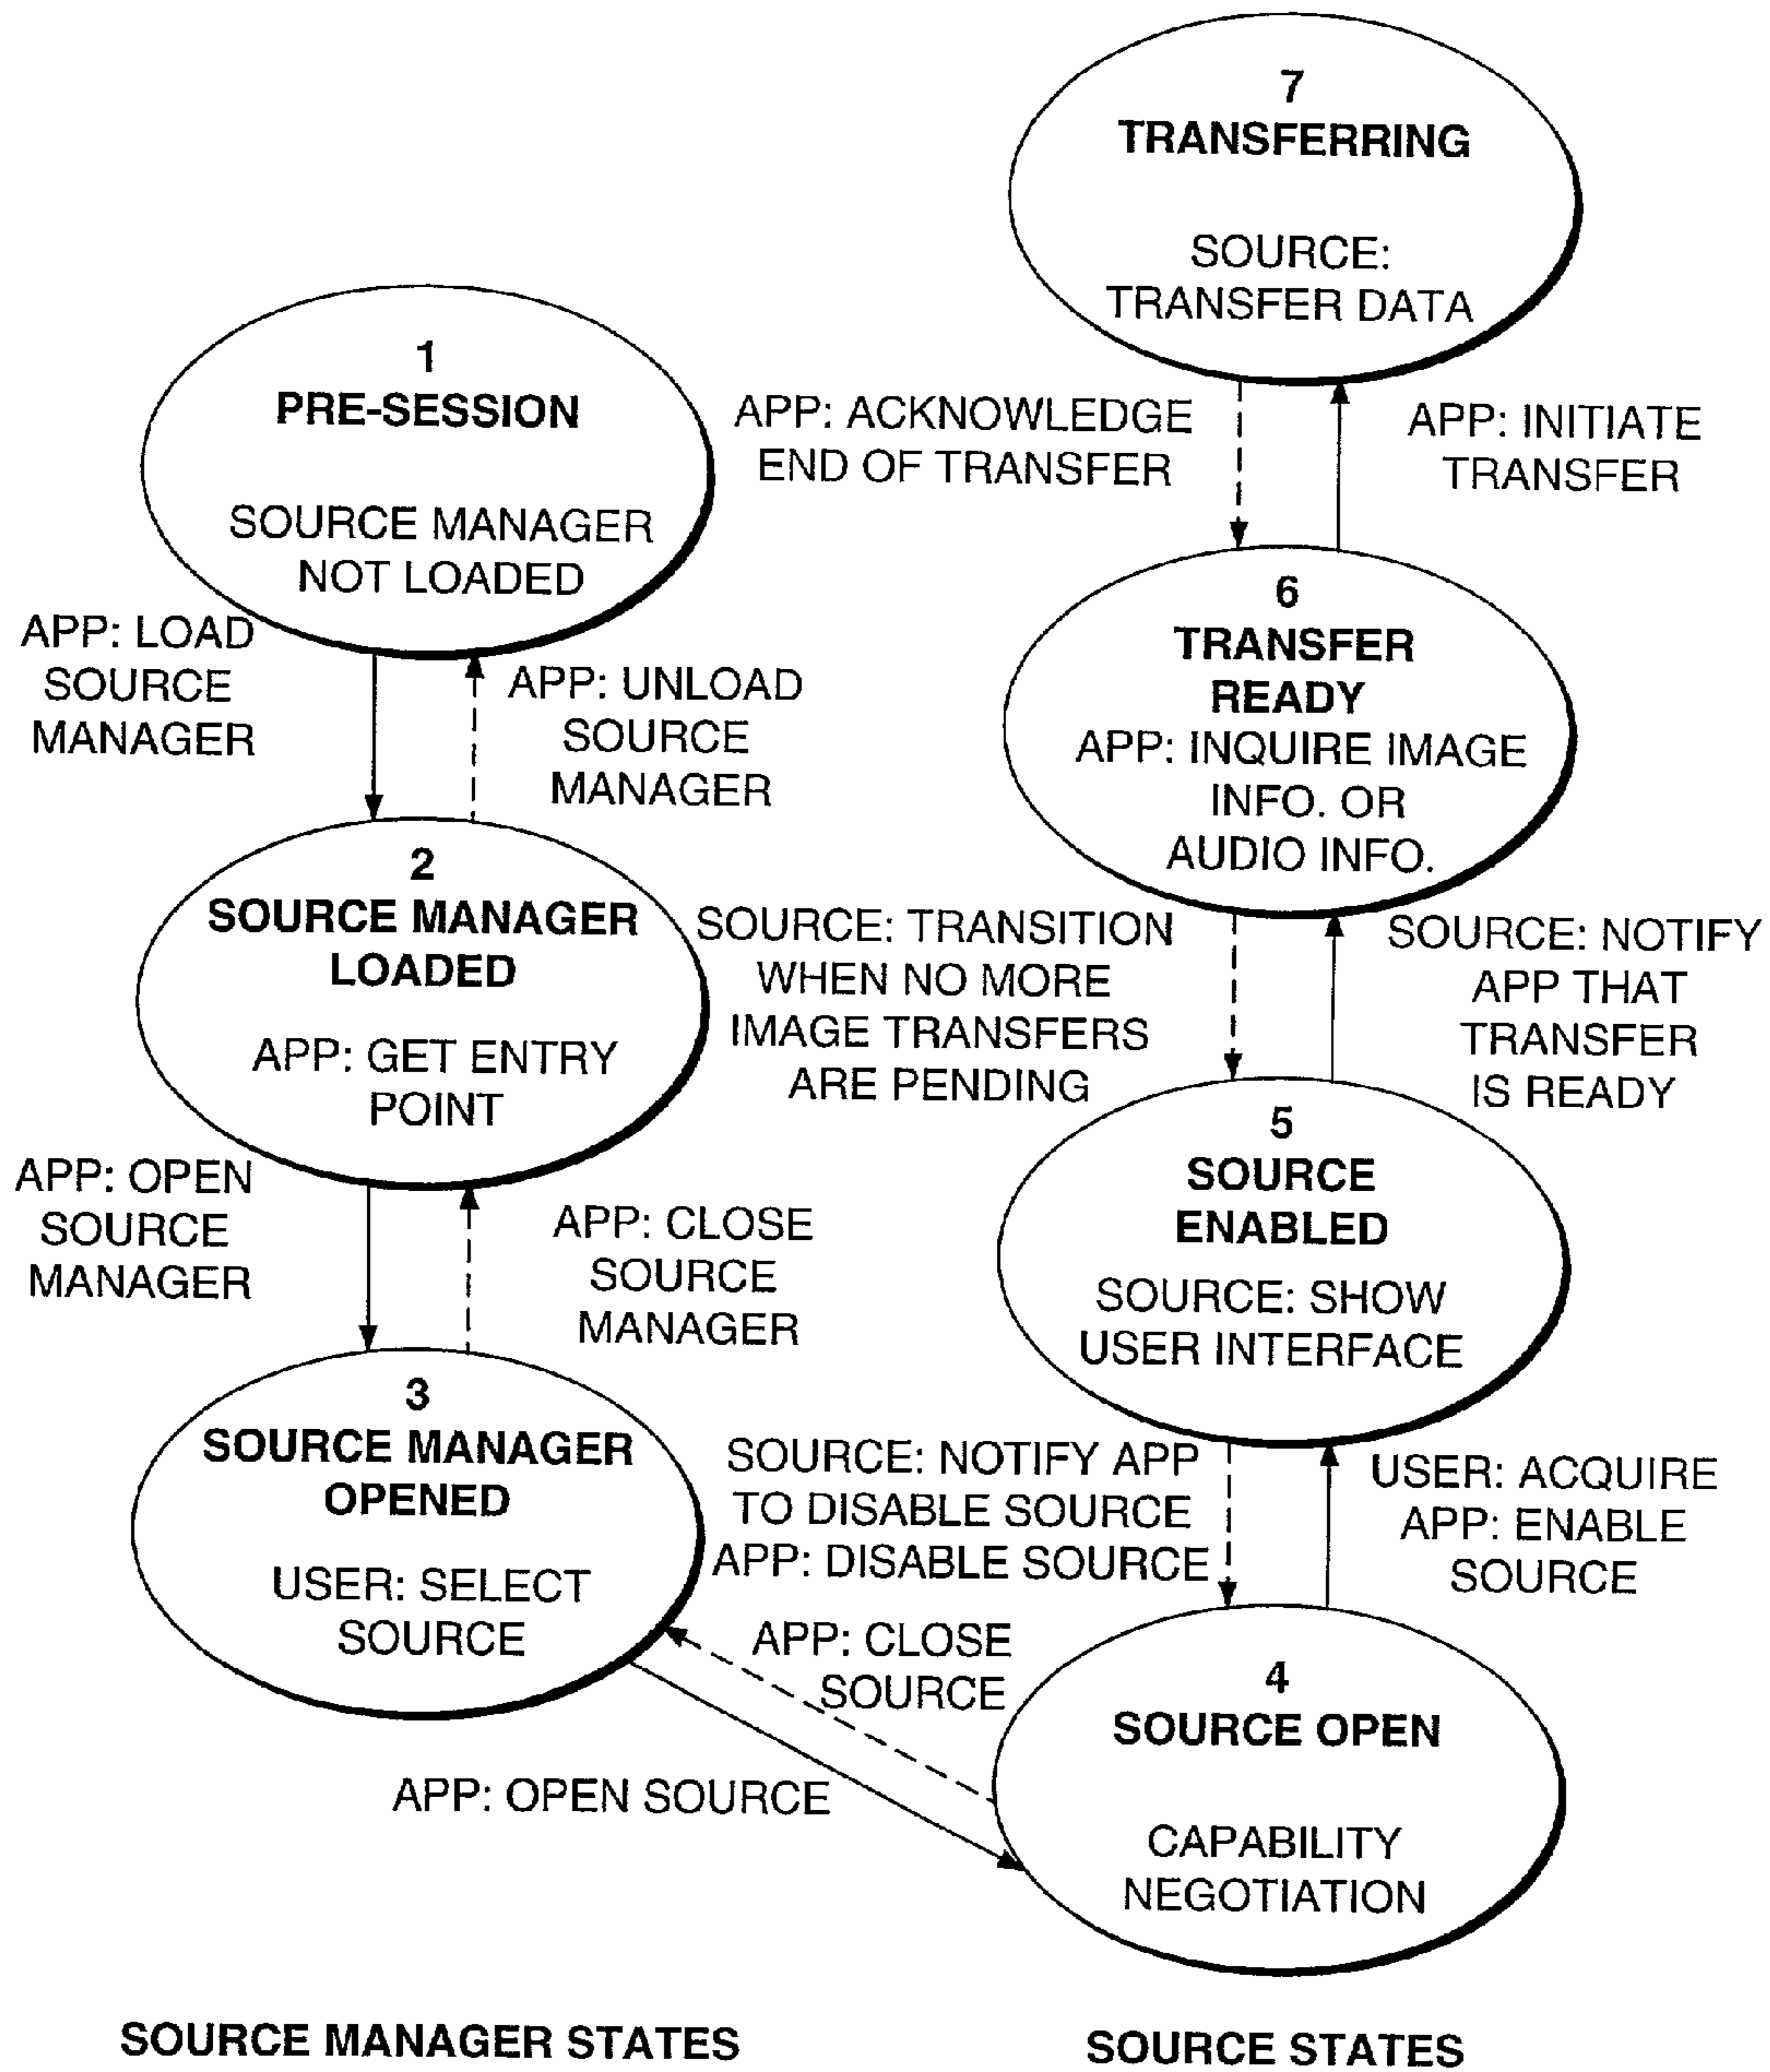 1
PRE-SESSION
SOURCE MANAGER
NOT LOADED
APP: LOAD
SOURCE
MANAGER
APP: UNLOAD
SOURCE
MANAGER
2
SOURCE MANAGER
LOADED
APP: GET ENTRY
POINT
APP: OPEN
SOURCE
MANAGER
APP: CLOSE
SOURCE
MANAGER
3
SOURCE MANAGER
OPENED
USER: SELECT
SOURCE
APP: CLOSE
SOURCE
APP: OPEN SOURCE
SOURCE MANAGER STATES
7
TRANSFERRING
SOURCE:
TRANSFER DATA
APP: ACKNOWLEDGE
END OF TRANSFER
APP: INITIATE
TRANSFER
6
TRANSFER
READY
APP: INQUIRE IMAGE
INFO. OR
AUDIO INFO.
SOURCE: TRANSITION
WHEN NO MORE
IMAGE TRANSFERS
ARE PENDING
SOURCE: NOTIFY
APP THAT
TRANSFER
IS READY
5
SOURCE
ENABLED
SOURCE: SHOW
USER INTERFACE
SOURCE: NOTIFY APP
TO DISABLE SOURCE
APP: DISABLE SOURCE
USER: ACQUIRE
APP: ENABLE
SOURCE
4
SOURCE OPEN
CAPABILITY
NEGOTIATION
SOURCE STATES